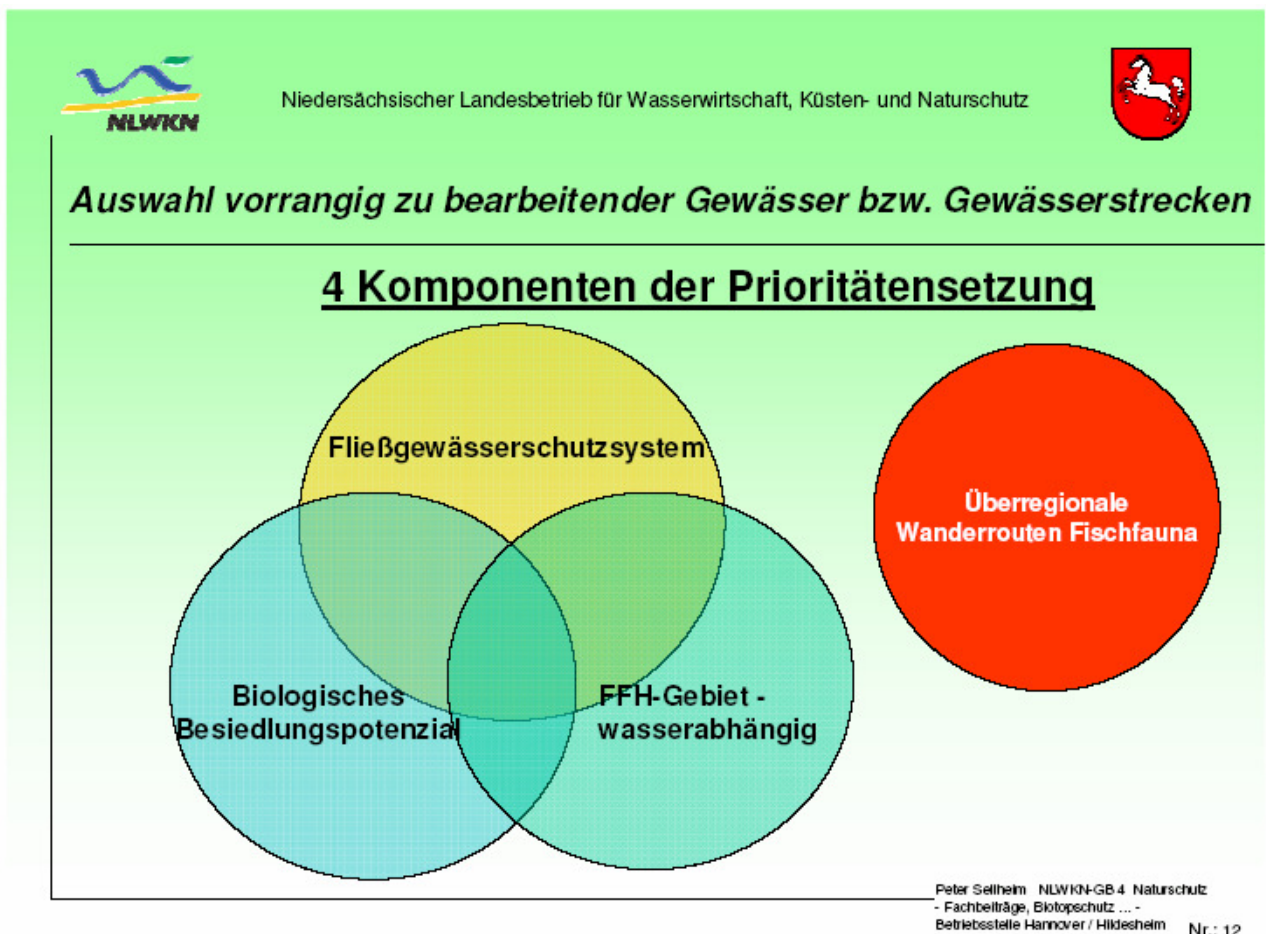 NLWKN
Niedersächsischer Landesbetrieb für Wasserwirtschaft, Küsten- und Naturschutz
Auswahl vorrangig zu bearbeitender Gewässer bzw. Gewässerstrecken
4 Komponenten der Prioritätensetzung
Fließgewässerschutzsystem
Überregionale
Wanderrouten Fischfauna
Biologisches
Besiedlungspotenzial
FFH-Gebiet -
wasserabhängig
Peter Sellheim NLWKN-GB 4 Naturschutz
- Fachbeiträge, Biotopschutz ... -
Betriebsstelle Hannover / Hildesheim
Nr.: 12